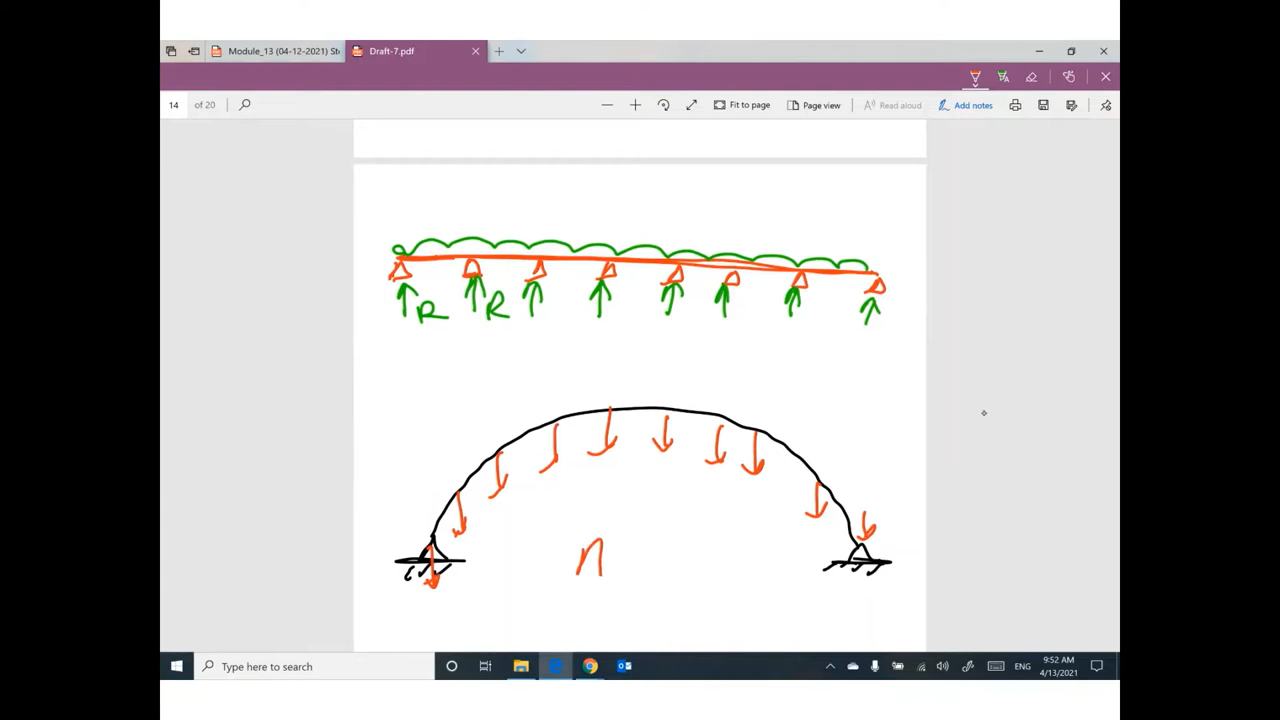 Module_13 (04-12-2021) St
Draft-7.pdf
14 of 20
Fit to page
Page view
Read aloud
Add notes
R R
n
Type here to search
ENG
9:52 AM
4/13/2021